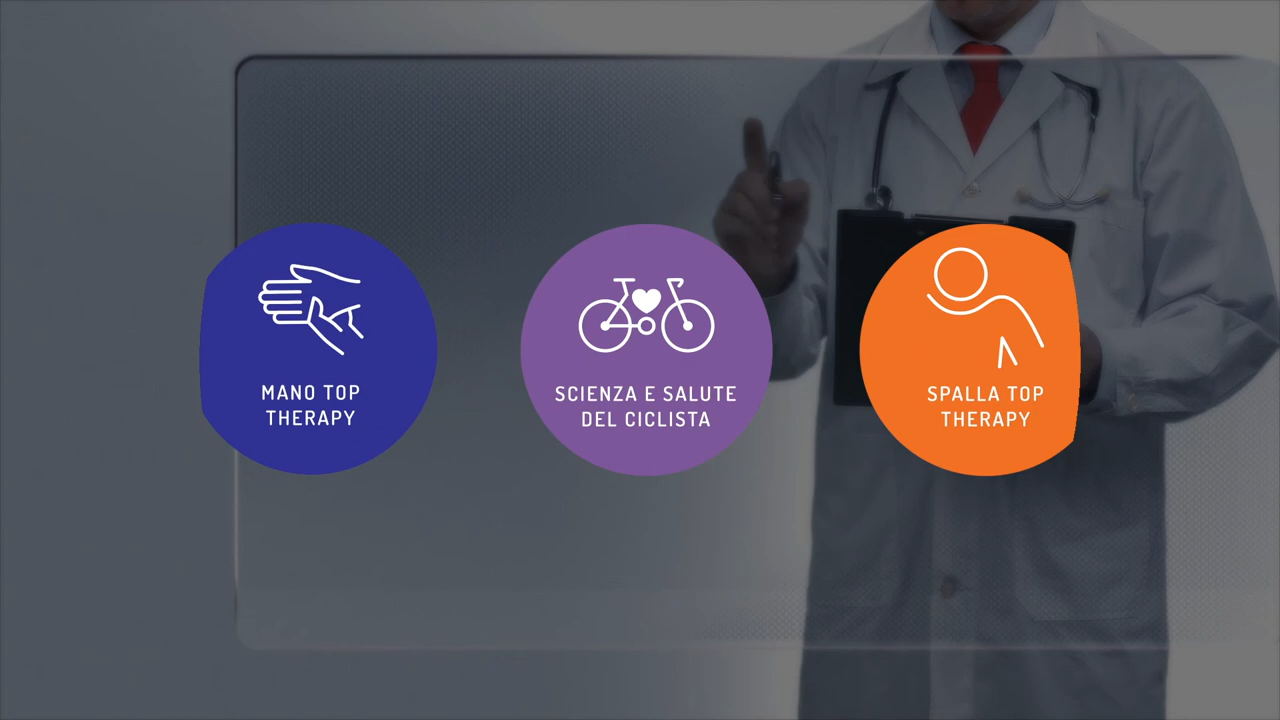 MANO TOP
THERAPY
SCIENZA E SALUTE
DEL CICLISTA
SPALLA TOP
THERAPY